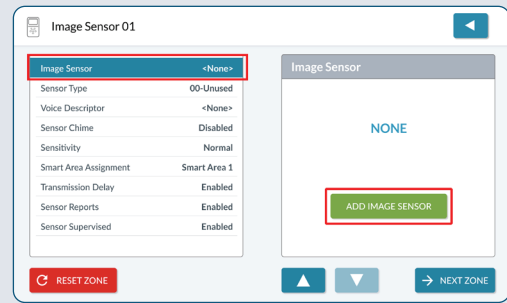 Image Sensor 01
Image Sensor <None>
Sensor Type 00-Unused
Voice Descriptor <None>
Sensor Chime Disabled
Sensitivity Normal
Smart Area Assignment Smart Area 1
Transmission Delay Enabled
Sensor Reports Enabled
Sensor Supervised Enabled
Image Sensor
NONE
ADD IMAGE SENSOR
RESET ZONE
NEXT ZONE